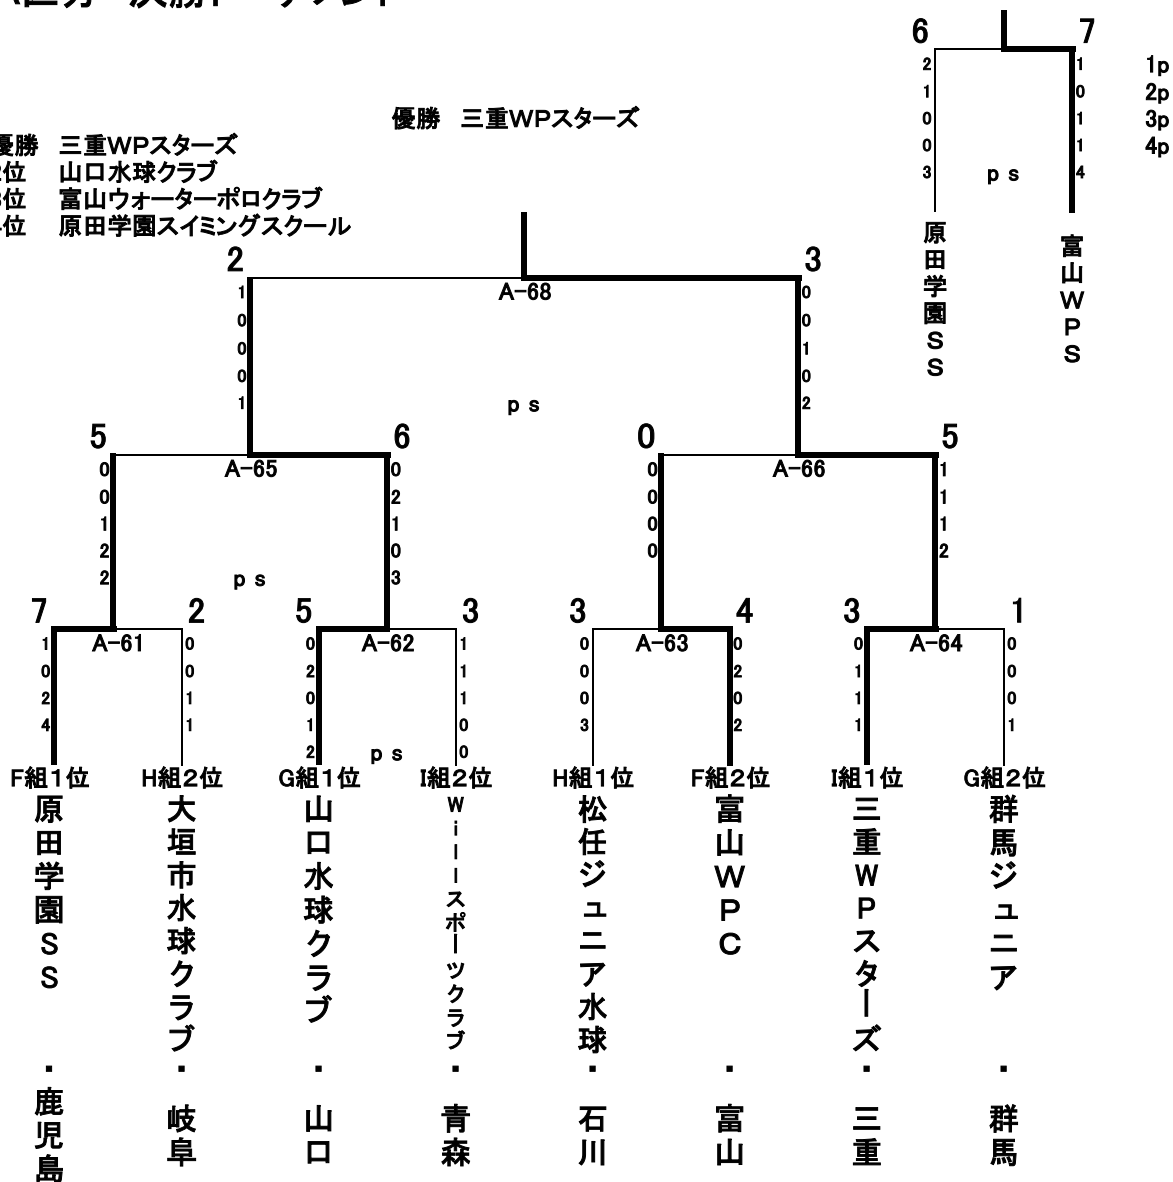 決勝トーナメント
6 7
2 1 1p
1 0 2p
0 1 3p
0 1 4p
3 ps 4
原田学園SS
富山WPS
優勝 三重WPスターズ
優勝 三重WPスターズ
位 山口水球クラブ
位 富山ウォーターポロクラブ
位 原田学園スイミングスクール
2 3
A-68
1 0
0 0
0 1
0 0
1 ps 2
5 6 0 5
A-65 A-66
0 0 0 1
0 2 0 1
1 1 0 1
2 0 0 2
2 ps 3
7 2 5 3 3 4 3 1
A-61 A-62 A-63 A-64
1 0 0 1 0 0 0 0
0 0 2 1 0 2 1 0
2 1 0 1 0 0 1 0
4 1 1 0 3 2 1 1
2 ps 0
F組1位 H組2位 G組1位 I組2位 H組1位 F組2位 I組1位 G組2位
原田学園SS・鹿児島
大垣市水球クラブ・岐阜
山口水球クラブ・山口
Willースポーツクラブ・青森
松任ジュニア水球・石川
富山WPC・富山
三重WPスターズ・三重
群馬ジュニア・群馬